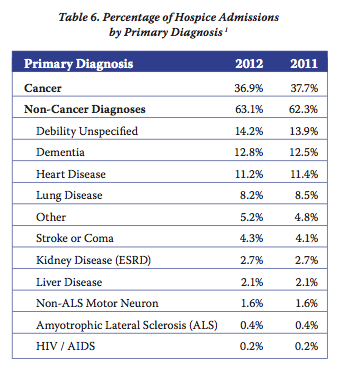 Table 6. Percentage of Hospice Admissions
by Primary Diagnosis 1
Primary Diagnosis 2012 2011
Cancer 36.9% 37.7%
Non-Cancer Diagnoses 63.1% 62.3%
Debility Unspecified 14.2% 13.9%
Dementia 12.8% 12.5%
Heart Disease 11.2% 11.4%
Lung Disease 8.2% 8.5%
Other 5.2% 4.8%
Stroke or Coma 4.3% 4.1%
Kidney Disease (ESRD) 2.7% 2.7%
Liver Disease 2.1% 2.1%
Non-ALS Motor Neuron 1.6% 1.6%
Amyotrophic Lateral Sclerosis (ALS) 0.4% 0.4%
HIV / AIDS 0.2% 0.2%